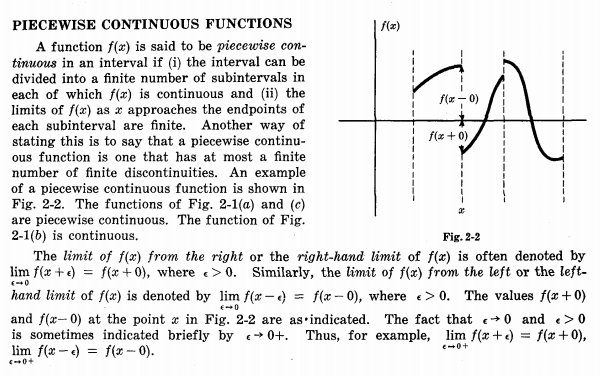 PIECEWISE CONTINUOUS FUNCTIONS
A function f(x) is said to be piecewise con-
tinuous in an interval if (i) the interval can be
divided into a finite number of subintervals in
each of which f(x) is continuous and (ii) the
limits of f(x) as x approaches the endpoints of
each subinterval are finite. Another way of
stating this is to say that a piecewise continu-
ous function is one that has at most a finite
number of finite discontinuities. An example
of a piecewise continuous function is shown in
Fig. 2-2. The functions of Fig. 2-1(a) and (c)
are piecewise continuous. The function of Fig.
2-1(b) is continuous.
f(x)
f(x − 0)
f(x + 0)
x
Fig. 2-2
The limit of f(x) from the right or the right-hand limit of f(x) is often denoted by
lim f(x + ϵ) = f(x + 0), where ϵ > 0. Similarly, the limit of f(x) from the left or the left-
ϵ→0
hand limit of f(x) is denoted by lim f(x − ϵ) = f(x − 0), where ϵ > 0. The values f(x + 0)
ϵ→0
and f(x − 0) at the point x in Fig. 2-2 are as indicated. The fact that ϵ → 0 and ϵ > 0
is sometimes indicated briefly by ϵ → 0+. Thus, for example, lim f(x + ϵ) = f(x + 0),
ϵ→0+
lim f(x − ϵ) = f(x − 0).
ϵ→0+